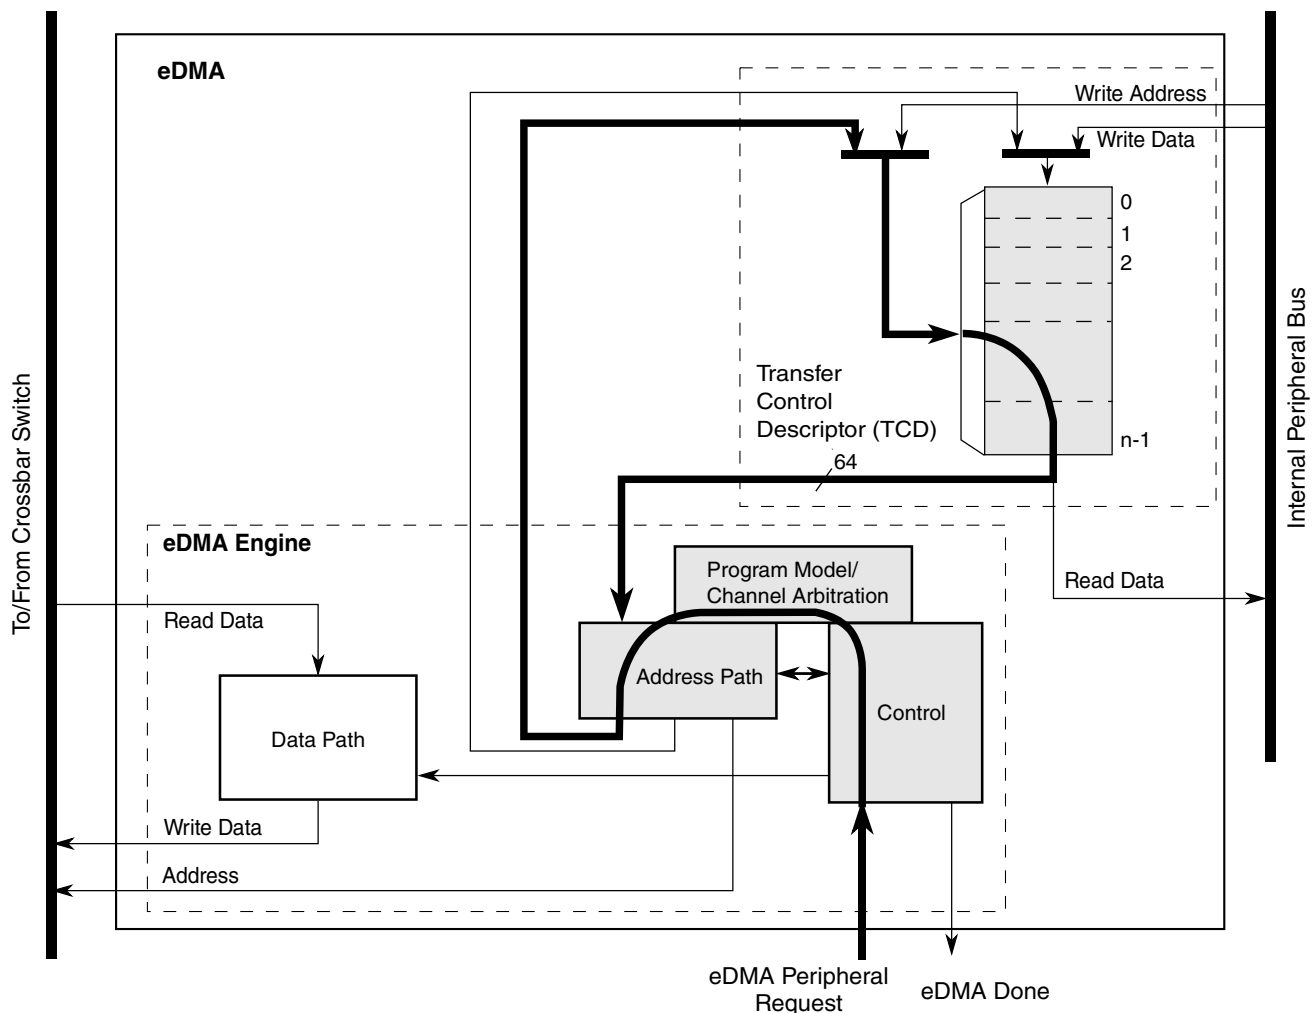 eDMA
Write Address
Write Data
0
1
2
n-1
Transfer
Control
Descriptor (TCD)
64
To/From Crossbar Switch
Internal Peripheral Bus
eDMA Engine
Program Model/
Channel Arbitration
Read Data
Read Data
Address Path
Control
Data Path
Write Data
Address
eDMA Peripheral
Request
eDMA Done